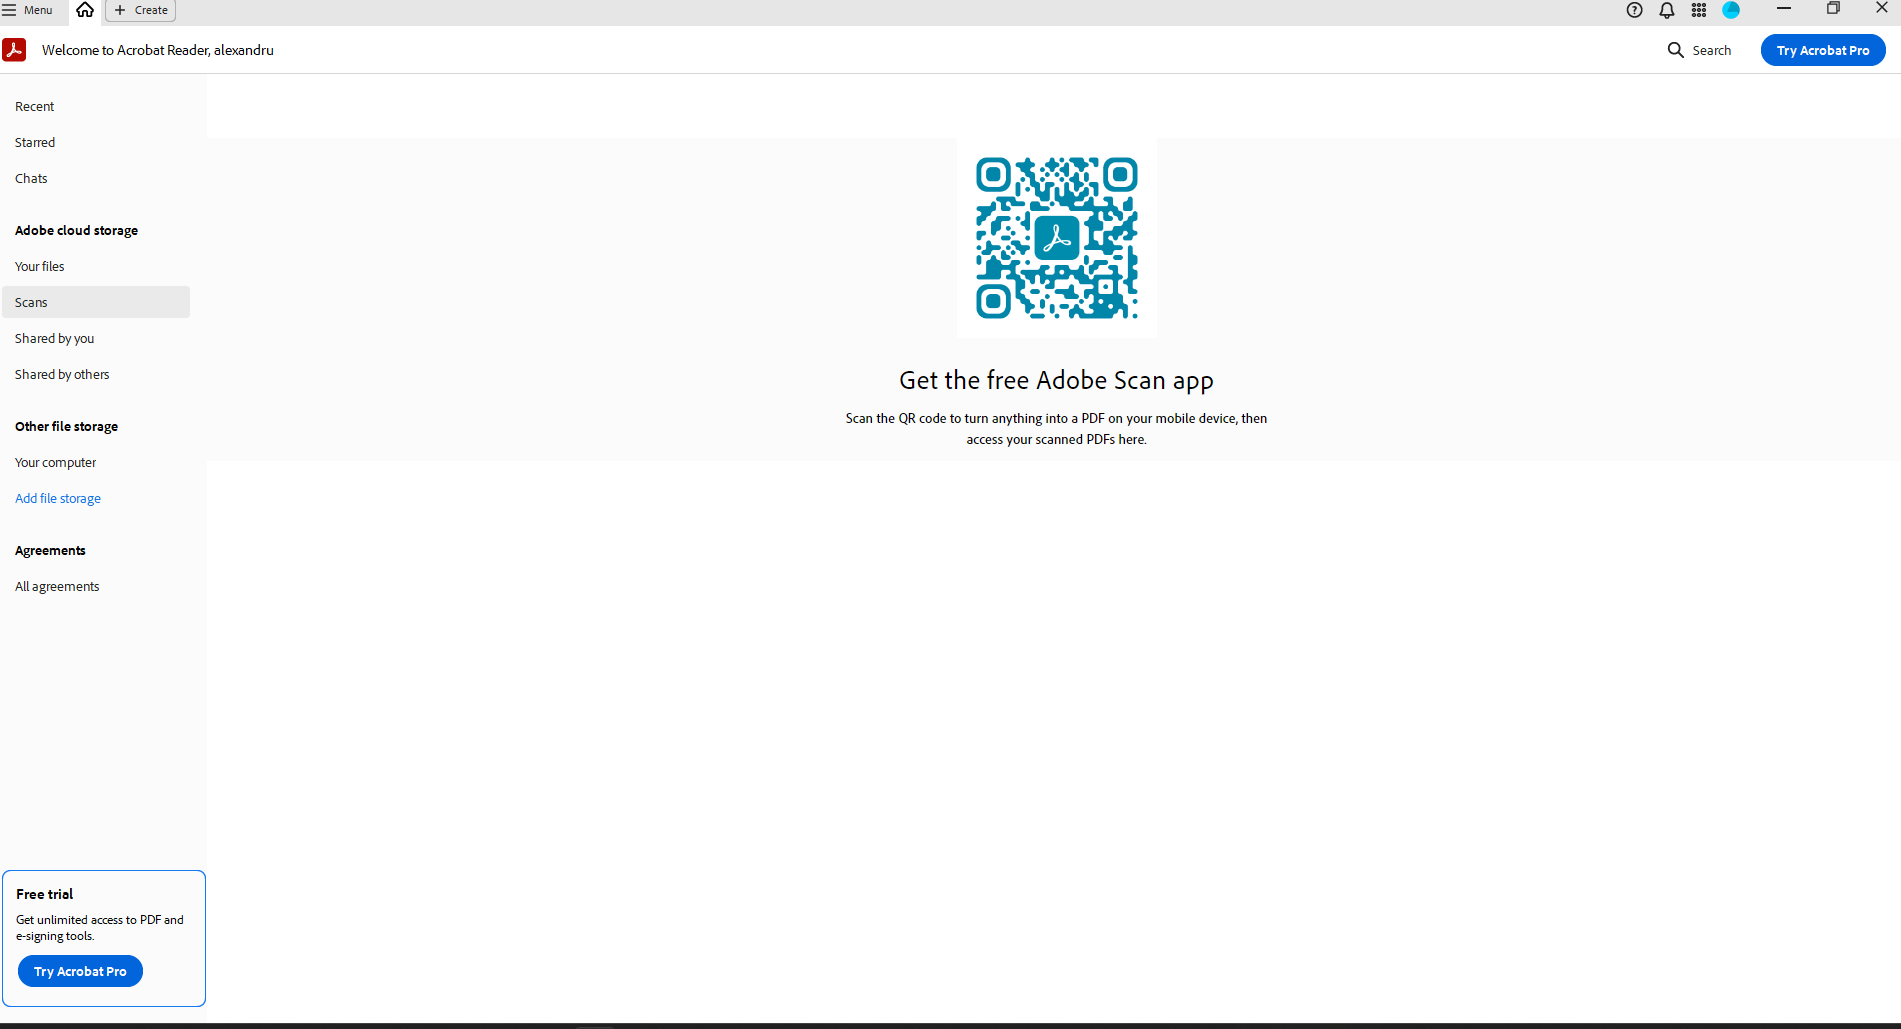 Menu
Create
Welcome to Acrobat Reader, alexandru
Search
Try Acrobat Pro
Recent
Starred
Chats
Adobe cloud storage
Your files
Scans
Shared by you
Shared by others
Other file storage
Your computer
Add file storage
Agreements
All agreements
Get the free Adobe Scan app
Scan the QR code to turn anything into a PDF on your mobile device, then
access your scanned PDFs here.
Free trial
Get unlimited access to PDF and
e-signing tools.
Try Acrobat Pro